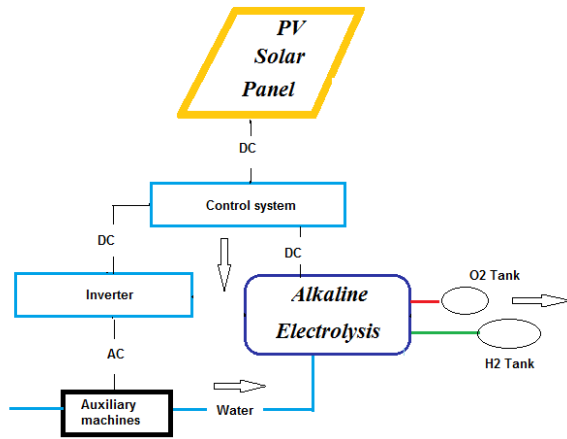 PV
Solar
Panel
DC
Control system
DC
DC
O2 Tank
Inverter
Alkaline
Electrolysis
AC
H2 Tank
Auxiliary
machines
Water